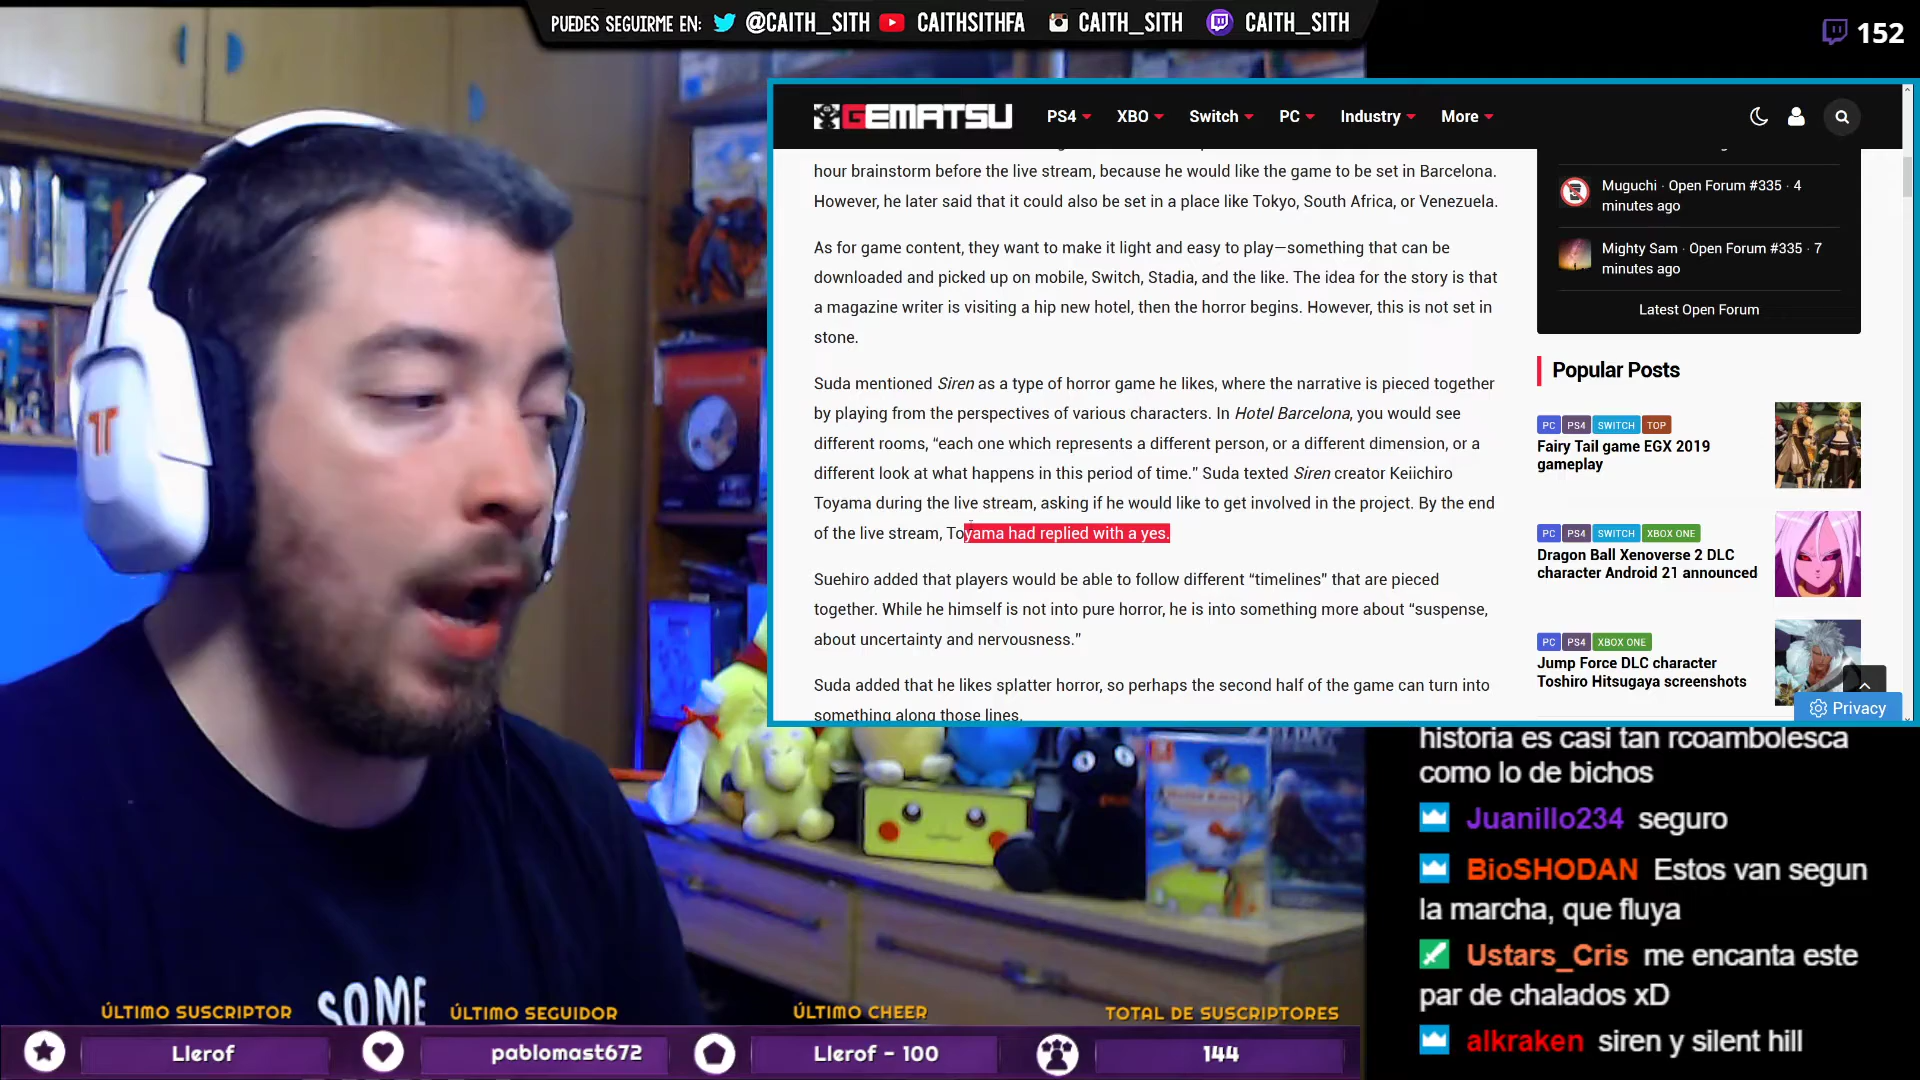 PUEDES SEGUIRME EN: @CAITH_SITH CAITHSITHFA CAITH_SITH CAITH_SITH
152
GEMATSU PS4 XBO Switch PC Industry More
hour brainstorm before the live stream, because he would like the game to be set in Barcelona.
However, he later said that it could also be set in a place like Tokyo, South Africa, or Venezuela.
As for game content, they want to make it light and easy to play—something that can be
downloaded and picked up on mobile, Switch, Stadia, and the like. The idea for the story is that
a magazine writer is visiting a hip new hotel, then the horror begins. However, this is not set in
stone.
Suda mentioned Siren as a type of horror game he likes, where the narrative is pieced together
by playing from the perspectives of various characters. In Hotel Barcelona, you would see
different rooms, “each one which represents a different person, or a different dimension, or a
different look at what happens in this period of time.” Suda texted Siren creator Keiichiro
Toyama during the live stream, asking if he would like to get involved in the project. By the end
of the live stream, Toyama had replied with a yes.
Suehiro added that players would be able to follow different “timelines” that are pieced
together. While he himself is not into pure horror, he is into something more about “suspense,
about uncertainty and nervousness.”
Suda added that he likes splatter horror, so perhaps the second half of the game can turn into
something along those lines.
Muguchi · Open Forum #335 · 4
minutes ago
Mighty Sam · Open Forum #335 · 7
minutes ago
Latest Open Forum
Popular Posts
PC PS4 SWITCH TOP
Fairy Tail game EGX 2019
gameplay
PC PS4 SWITCH XBOX ONE
Dragon Ball Xenoverse 2 DLC
character Android 21 announced
PC PS4 XBOX ONE
Jump Force DLC character
Toshiro Hitsugaya screenshots
Privacy
historia es casi tan rcoambolesca
como lo de bichos
Juanillo234 seguro
BioSHODAN Estos van segun
la marcha, que fluya
Ustars_Cris me encanta este
par de chalados xD
alkraken siren y silent hill
SOME
ÚLTIMO SUSCRIPTOR
Llerof
ÚLTIMO SEGUIDOR
pablomast672
ÚLTIMO CHEER
Llerof - 100
TOTAL DE SUSCRIPTORES
144